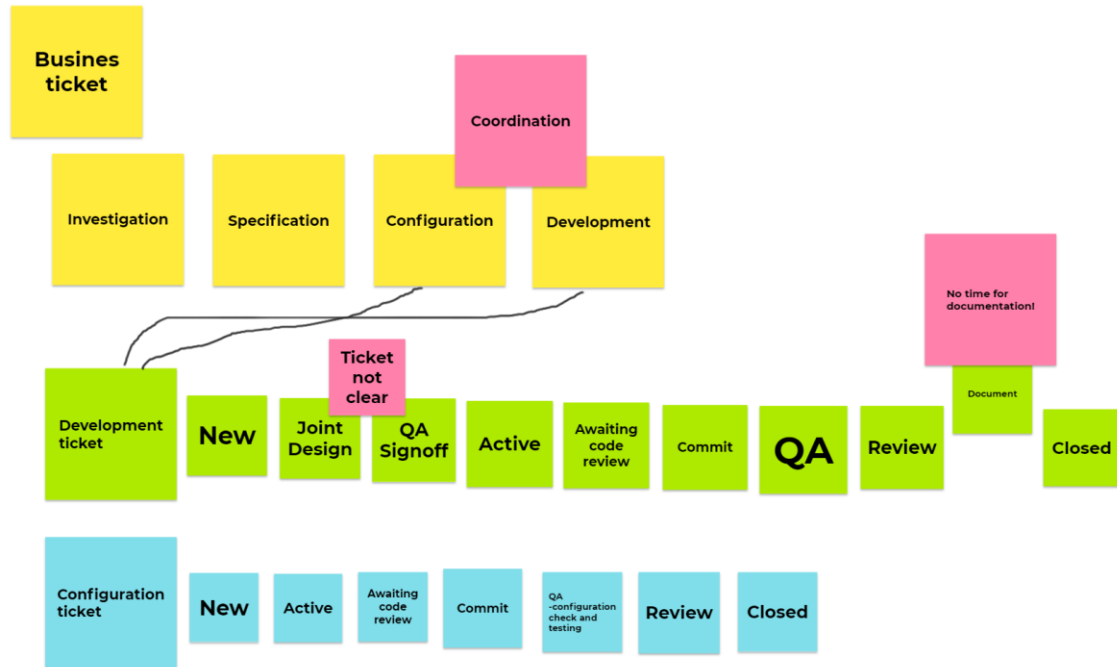 Busines
ticket
Coordination
Investigation
Specification
Configuration
Development
No time for
documentation!
Ticket
not
clear
Document
Development
ticket
New
Joint
Design
QA
Signoff
Active
Awaiting
code
review
Commit
QA
Review
Closed
Configuration
ticket
New
Active
Awaiting
code
review
Commit
QA
-configuration
check and
testing
Review
Closed